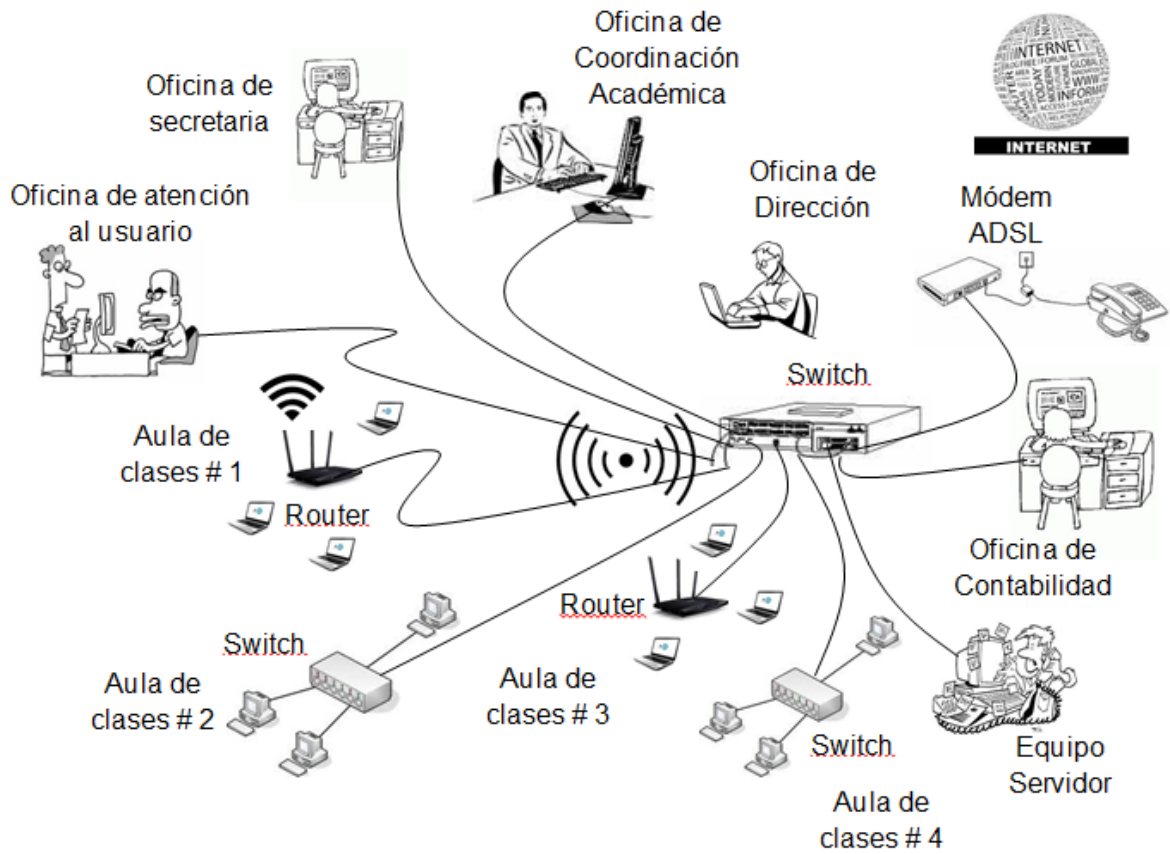 Oficina de
Coordinación
Académica
Oficina de
secretaria
INTERNET
Oficina de atención
al usuario
Oficina de
Dirección
Módem
ADSL
Switch
Aula de
clases # 1
Router
Oficina de
Contabilidad
Router
Switch
Aula de
clases # 2
Aula de
clases # 3
Switch
Equipo
Servidor
Aula de
clases # 4